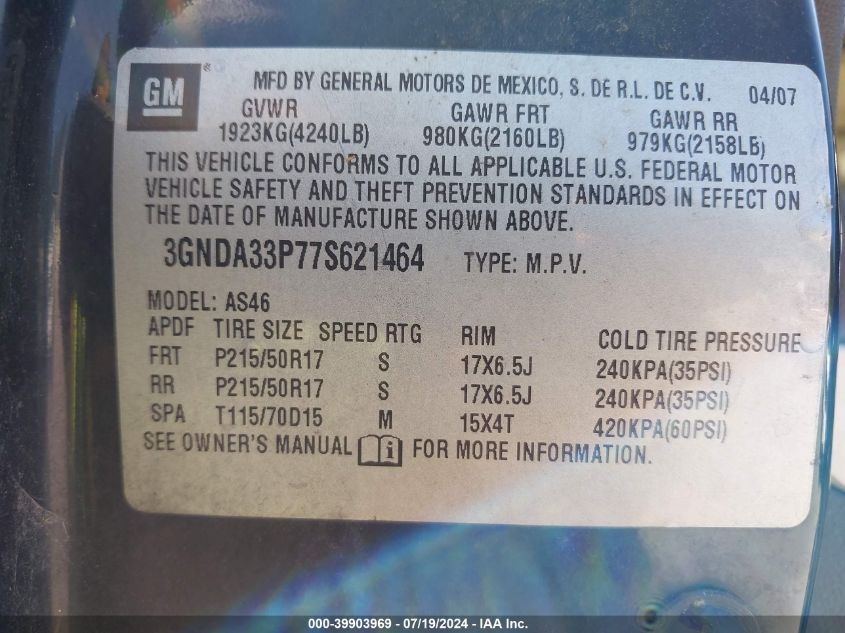 GM ®
MFD BY GENERAL MOTORS DE MEXICO, S. DE R.L. DE C.V. 04/07
GVWR GAWR FRT GAWR RR
1923KG(4240LB) 980KG(2160LB) 979KG(2158LB)
THIS VEHICLE CONFORMS TO ALL APPLICABLE U.S. FEDERAL MOTOR
VEHICLE SAFETY AND THEFT PREVENTION STANDARDS IN EFFECT ON
THE DATE OF MANUFACTURE SHOWN ABOVE.
3GNDA33P77S621464 TYPE: M.P.V.
MODEL: AS46
APDF TIRE SIZE SPEED RTG RIM COLD TIRE PRESSURE
FRT P215/50R17 S 17X6.5J 240KPA(35PSI)
RR P215/50R17 S 17X6.5J 240KPA(35PSI)
SPA T115/70D15 M 15X4T 420KPA(60PSI)
SEE OWNER'S MANUAL i FOR MORE INFORMATION.
000-39903969 / 07/19/2024 / IAA Inc.